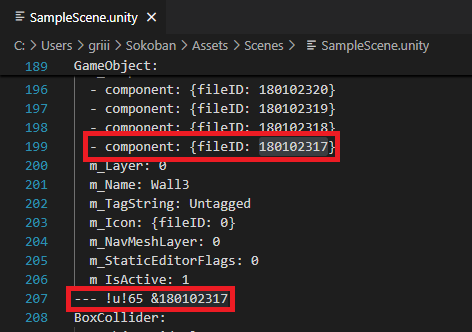 SampleScene.unity
C: > Users > griii > Sokoban > Assets > Scenes > SampleScene.unity
189 GameObject:
196 - component: {fileID: 180102320}
197 - component: {fileID: 180102319}
198 - component: {fileID: 180102318}
199 - component: {fileID: 180102317}
200 m_Layer: 0
201 m_Name: Wall3
202 m_TagString: Untagged
203 m_Icon: {fileID: 0}
204 m_NavMeshLayer: 0
205 m_StaticEditorFlags: 0
206 m_IsActive: 1
207 --- !u!65 &180102317
208 BoxCollider: